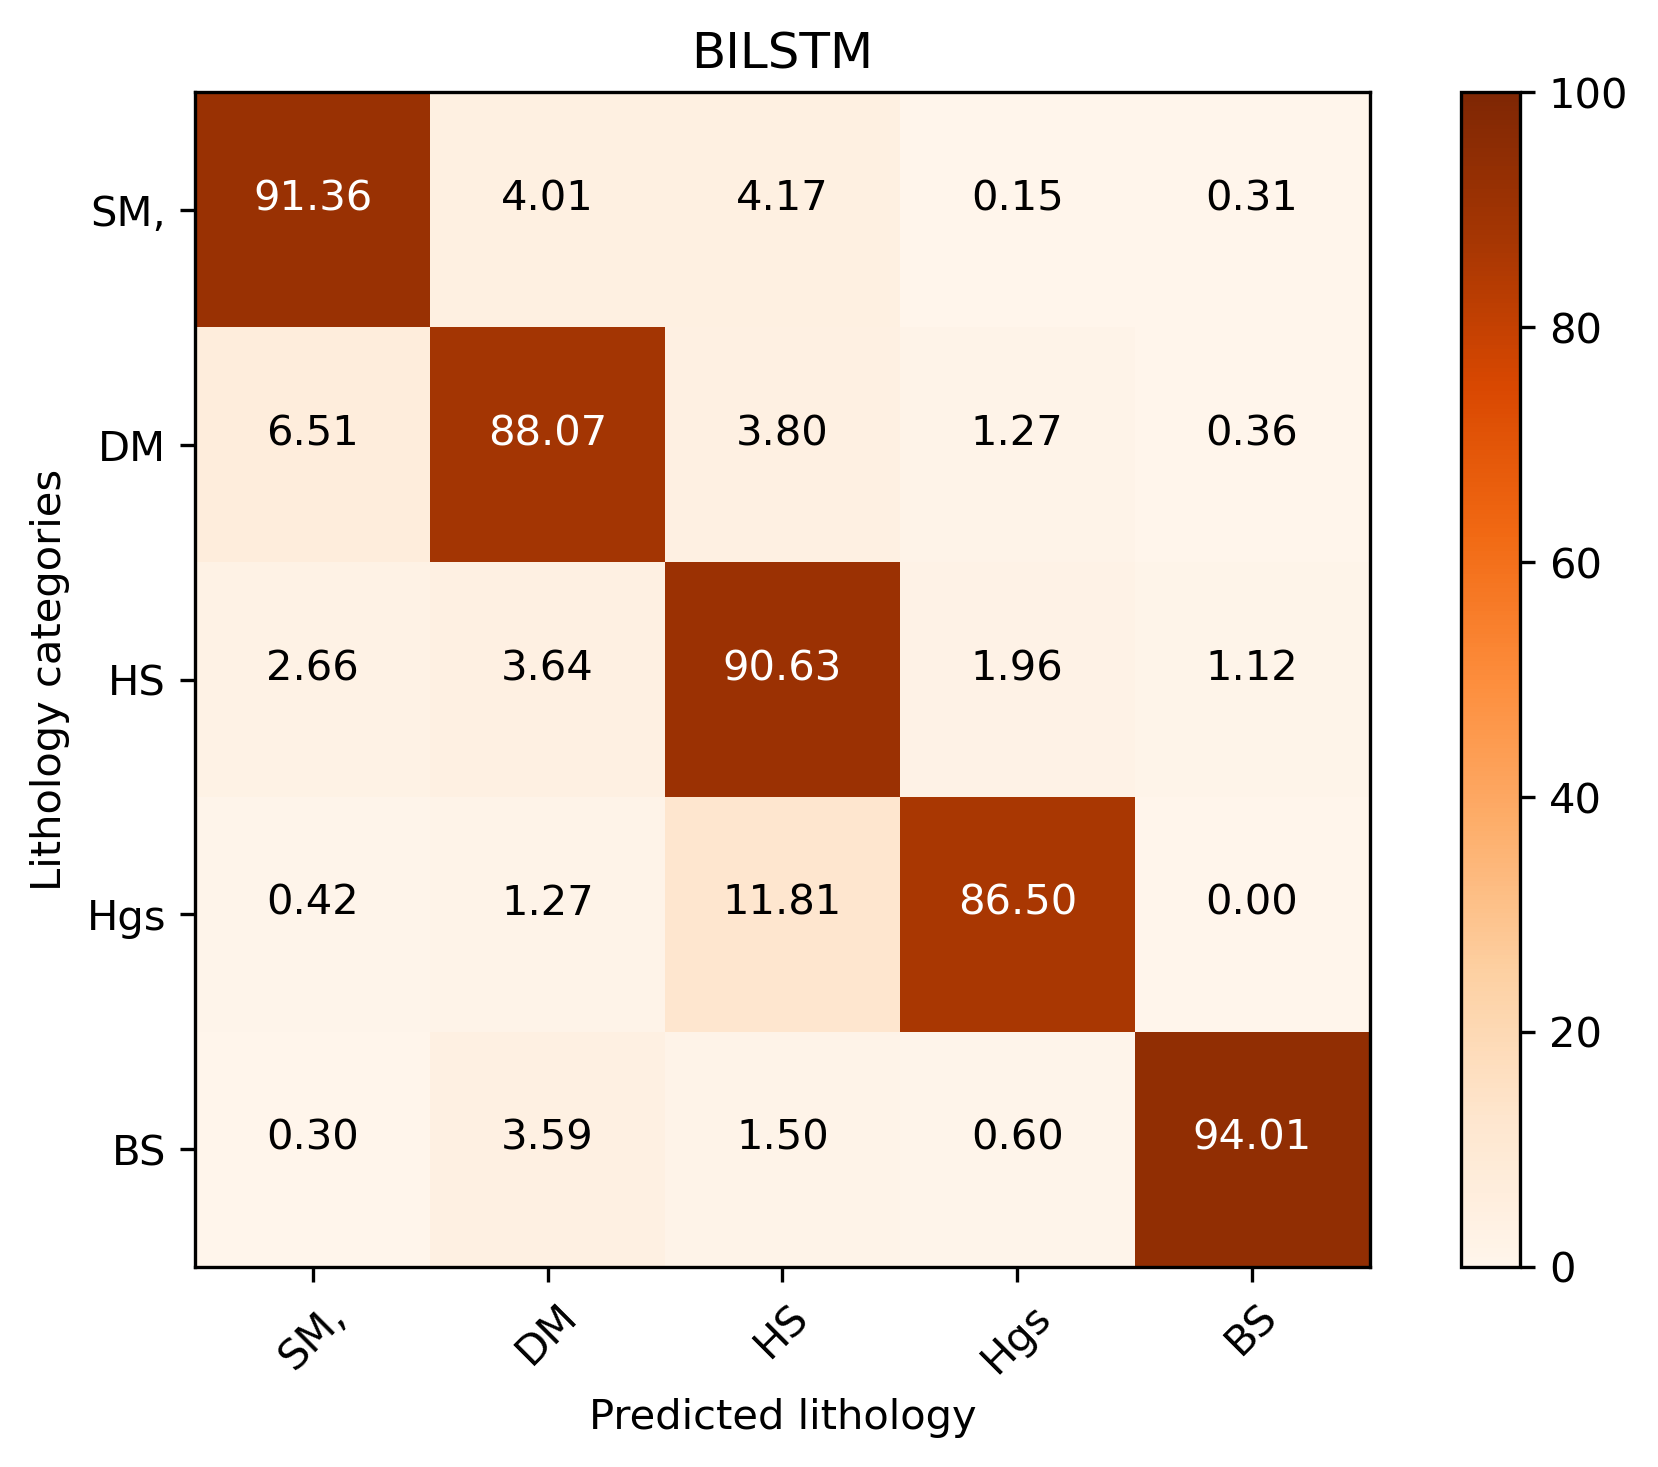 BILSTM
SM, 91.36 4.01 4.17 0.15 0.31
DM 6.51 88.07 3.80 1.27 0.36
HS 2.66 3.64 90.63 1.96 1.12
Hgs 0.42 1.27 11.81 86.50 0.00
BS 0.30 3.59 1.50 0.60 94.01
SM, DM HS Hgs BS
Predicted lithology
Lithology categories
100
80
60
40
20
0